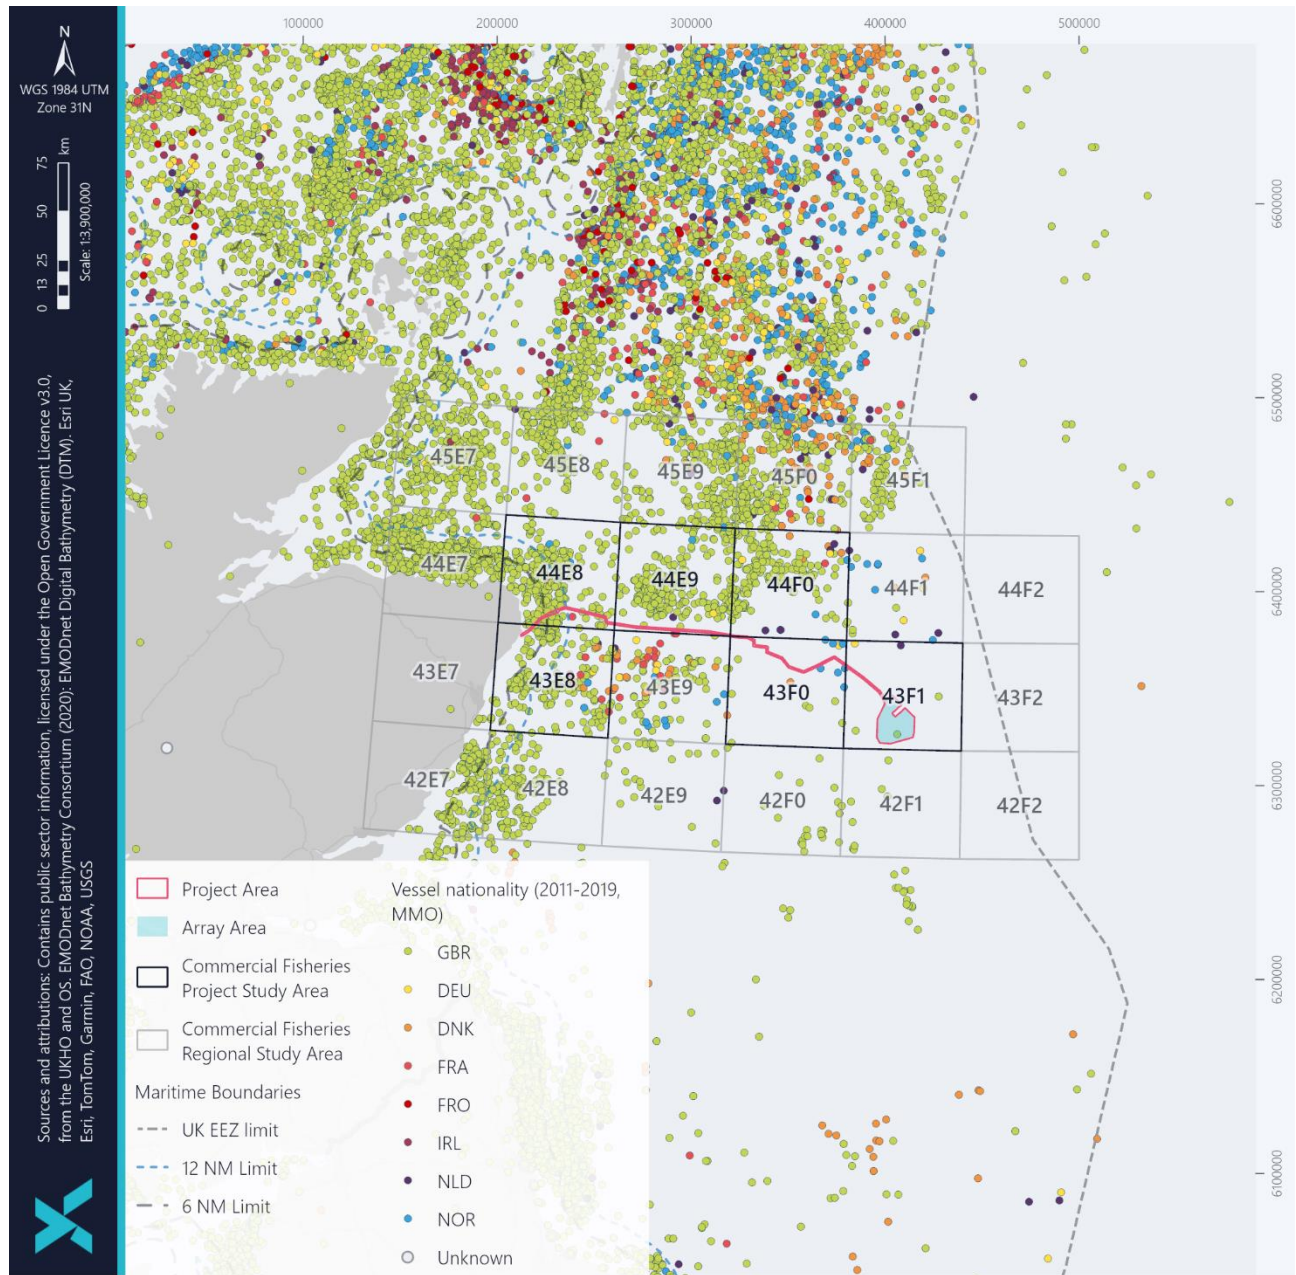 N
WGS 1984 UTM
Zone 31N
0 13 25 50 75
km
Scale: 1:3,900,000
Sources and attributions: Contains public sector information, licensed under the Open Government Licence v3.0,
from the UKHO and OS. EMODnet Bathymetry Consortium (2020): EMODnet Digital Bathymetry (DTM). Esri UK,
Esri, TomTom, Garmin, FAO, NOAA, USGS
100000 200000 300000 400000 500000
6600000
6500000
6400000
6300000
6200000
6100000
45E7 45E8 45E9 45F0 45F1
44E7 44E8 44E9 44F0 44F1 44F2
43E7 43E8 43E9 43F0 43F1 43F2
42E7 42E8 42E9 42F0 42F1 42F2
Project Area
Array Area
Commercial Fisheries
Project Study Area
Commercial Fisheries
Regional Study Area
Maritime Boundaries
UK EEZ limit
12 NM Limit
6 NM Limit
Vessel nationality (2011-2019,
MMO)
GBR
DEU
DNK
FRA
FRO
IRL
NLD
NOR
Unknown